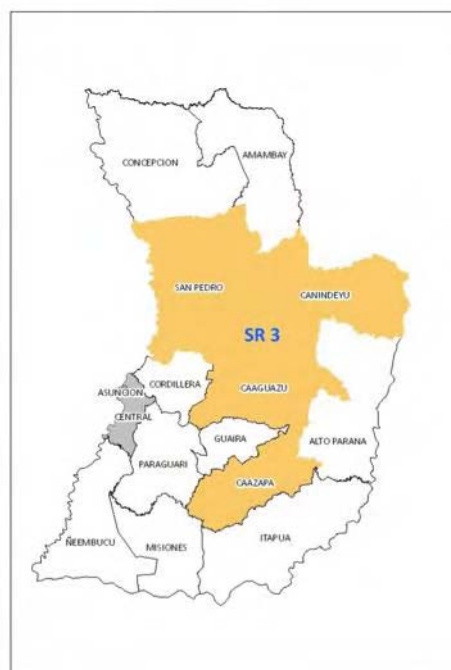 CONCEPCION
AMAMBAY
SAN PEDRO
CANINDEYU
SR 3
CORDILLERA
ASUNCION
CAAGUAZU
CENTRAL
GUAIRA
ALTO PARANA
PARAGUARI
CAAZAPA
ÑEEMBUCU
MISIONES
ITAPUA